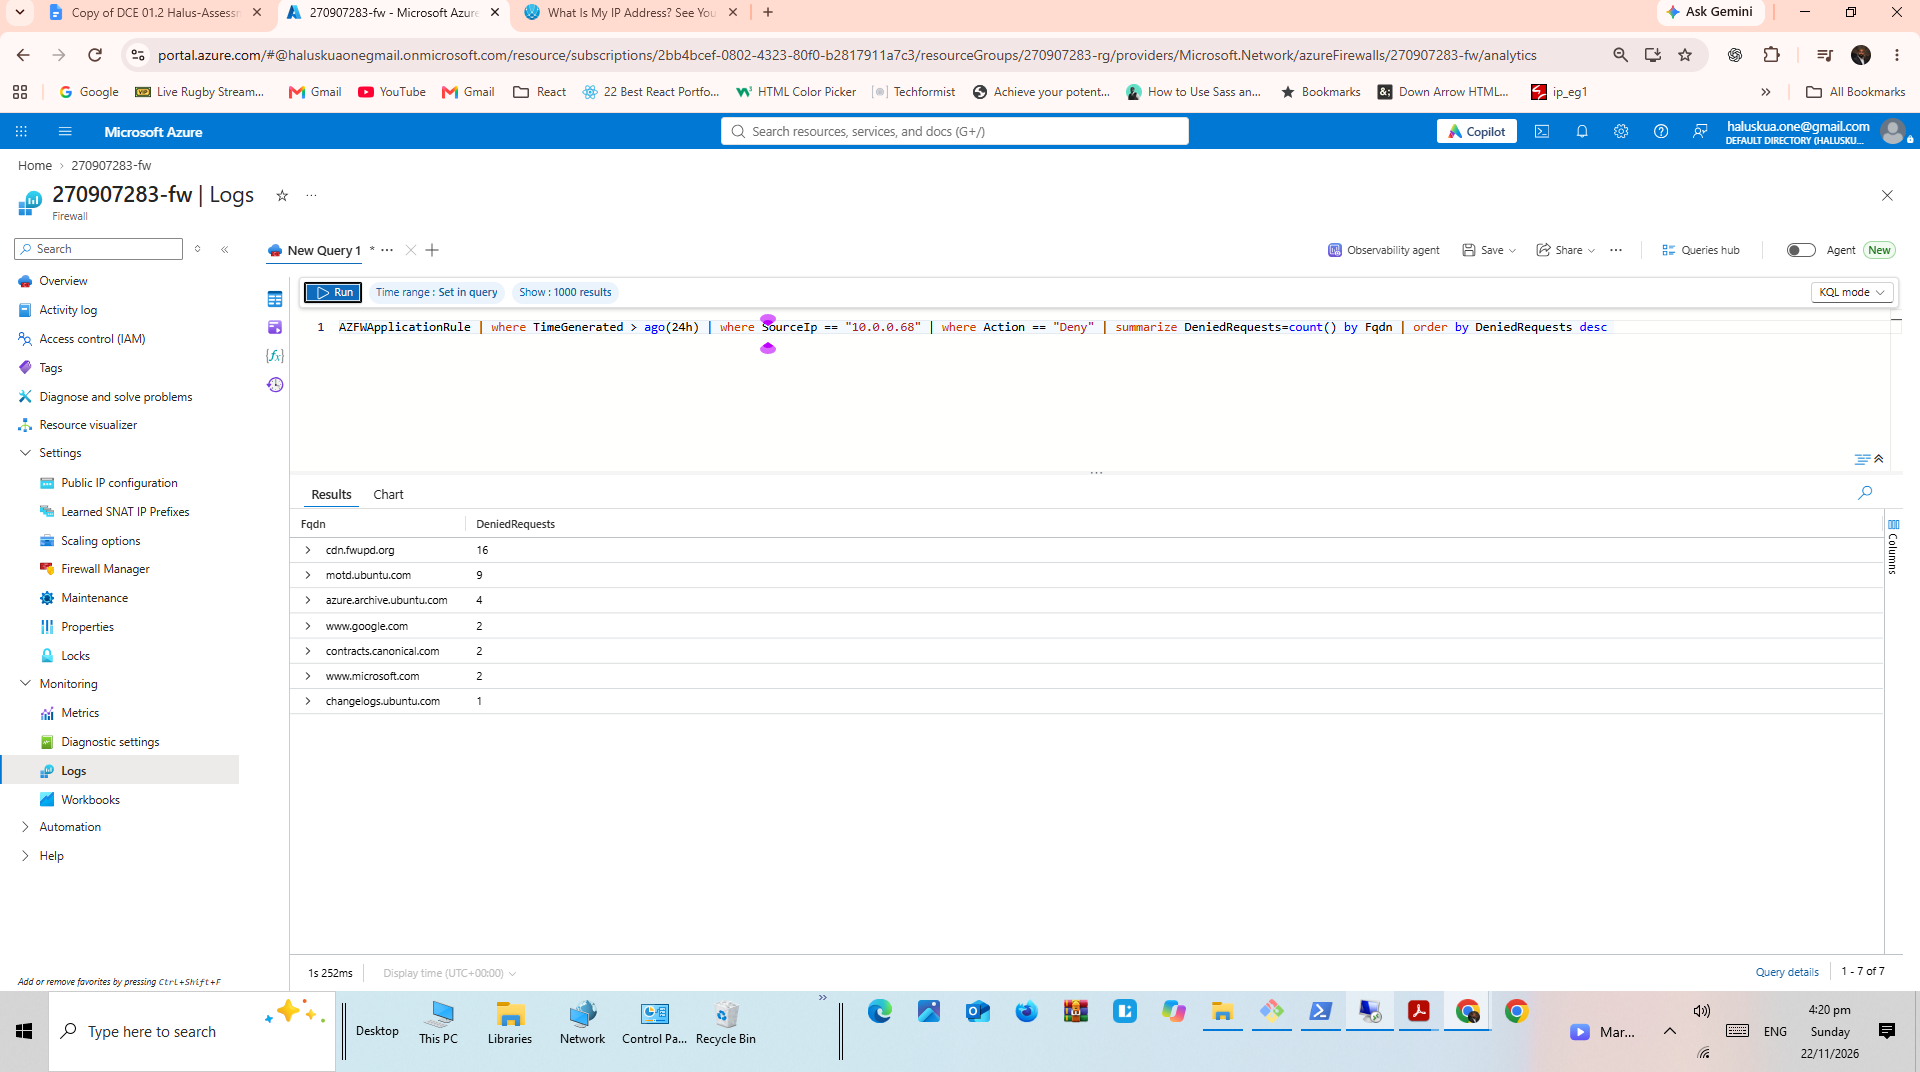 Copy of DCE 01.2 Halus-Assessn
270907283-fw - Microsoft Azure
What Is My IP Address? See You
Ask Gemini
portal.azure.com/#@haluskuaonegmail.onmicrosoft.com/resource/subscriptions/2bb4bcef-0802-4323-80f0-b2817911a7c3/resourceGroups/270907283-rg/providers/Microsoft.Network/azureFirewalls/270907283-fw/analytics
Google
Live Rugby Stream...
Gmail
YouTube
Gmail
React
22 Best React Portfo...
HTML Color Picker
Techformist
Achieve your potent...
How to Use Sass an...
Bookmarks
Down Arrow HTML...
ip_eg1
All Bookmarks
Microsoft Azure
Search resources, services, and docs (G+/)
Copilot
haluskua.one@gmail.com
DEFAULT DIRECTORY (HALUSKU...
Home > 270907283-fw
270907283-fw | Logs
Firewall
Search
Overview
Activity log
Access control (IAM)
Tags
Diagnose and solve problems
Resource visualizer
Settings
Public IP configuration
Learned SNAT IP Prefixes
Scaling options
Firewall Manager
Maintenance
Properties
Locks
Monitoring
Metrics
Diagnostic settings
Logs
Workbooks
Automation
Help
Add or remove favorites by pressing Ctrl+Shift+F
New Query 1 * ...
Observability agent
Save
Share
Queries hub
Agent
New
Run
Time range : Set in query
Show : 1000 results
KQL mode
1 AZFWApplicationRule | where TimeGenerated > ago(24h) | where SourceIp == "10.0.0.68" | where Action == "Deny" | summarize DeniedRequests=count() by Fqdn | order by DeniedRequests desc
Results Chart
Fqdn DeniedRequests
cdn.fwupd.org 16
motd.ubuntu.com 9
azure.archive.ubuntu.com 4
www.google.com 2
contracts.canonical.com 2
www.microsoft.com 2
changelogs.ubuntu.com 1
Columns
1s 252ms
Display time (UTC+00:00)
Query details
1 - 7 of 7
Type here to search
Desktop
This PC
Libraries
Network
Control Pa...
Recycle Bin
Mar...
ENG
4:20 pm
Sunday
22/11/2026